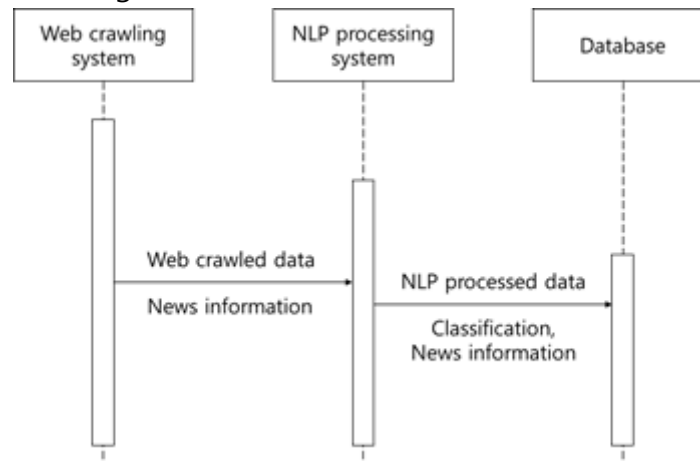 Web crawling
system
NLP processing
system
Database
Web crawled data
News information
NLP processed data
Classification,
News information